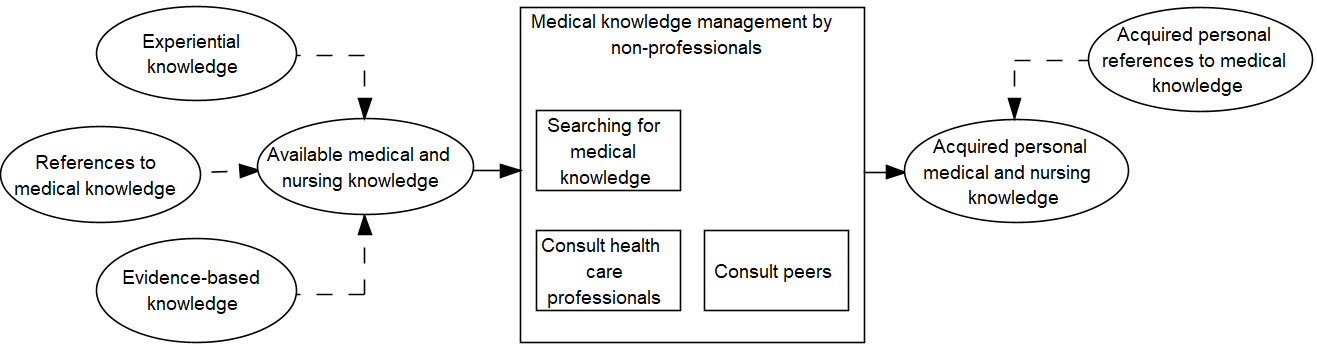 Experiential
knowledge
References to
medical knowledge
Evidence-based
knowledge
Available medical and
nursing knowledge
Medical knowledge management by
non-professionals
Searching for
medical
knowledge
Consult health
care
professionals
Consult peers
Acquired personal
references to medical
knowledge
Acquired personal
medical and nursing
knowledge